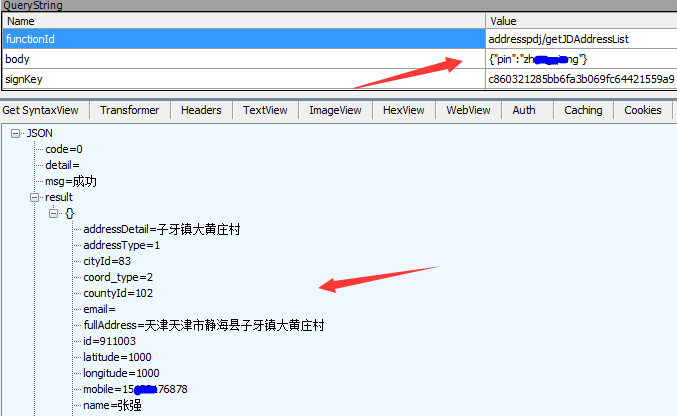 QueryString
Name Value
functionId addresspdj/getJDAddressList
body {"pin":"zh ng"}
signKey c860321285bb6fa3b069fc64421559a9
Get SyntaxView Transformer Headers TextView ImageView HexView WebView Auth Caching Cookies
JSON
code=0
detail=
msg=成功
result
{}
addressDetail=子牙镇大黄庄村
addressType=1
cityId=83
coord_type=2
countyId=102
email=
fullAddress=天津天津市静海县子牙镇大黄庄村
id=911003
latitude=1000
longitude=1000
mobile=15 76878
name=张强